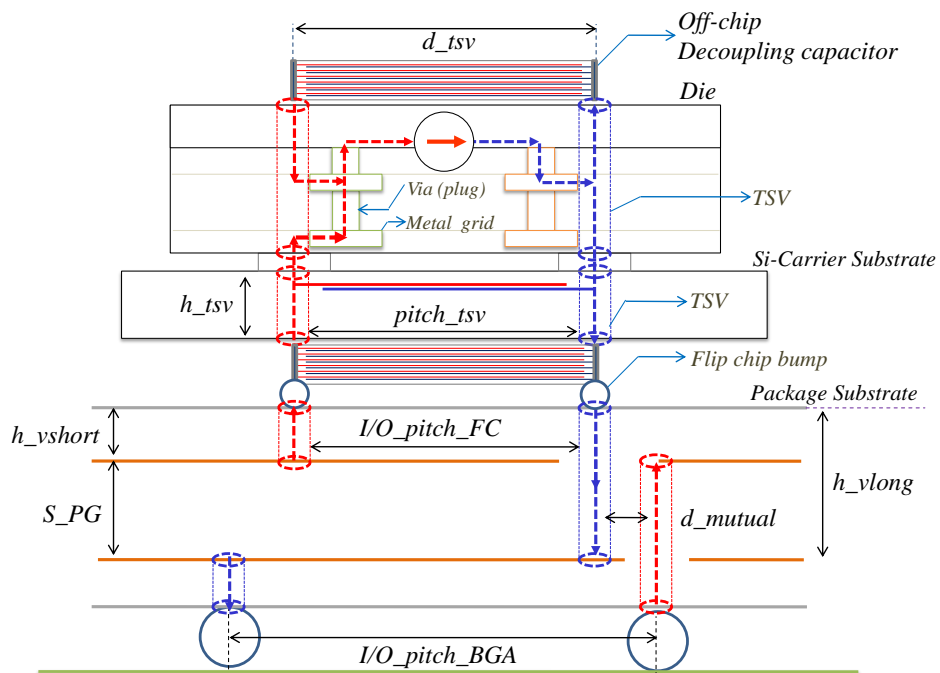 d_tsv
Off-chip
Decoupling capacitor
Die
Via (plug)
Metal grid
TSV
Si-Carrier Substrate
h_tsv
pitch_tsv
TSV
Flip chip bump
Package Substrate
h_vshort
I/O_pitch_FC
h_vlong
S_PG
d_mutual
I/O_pitch_BGA